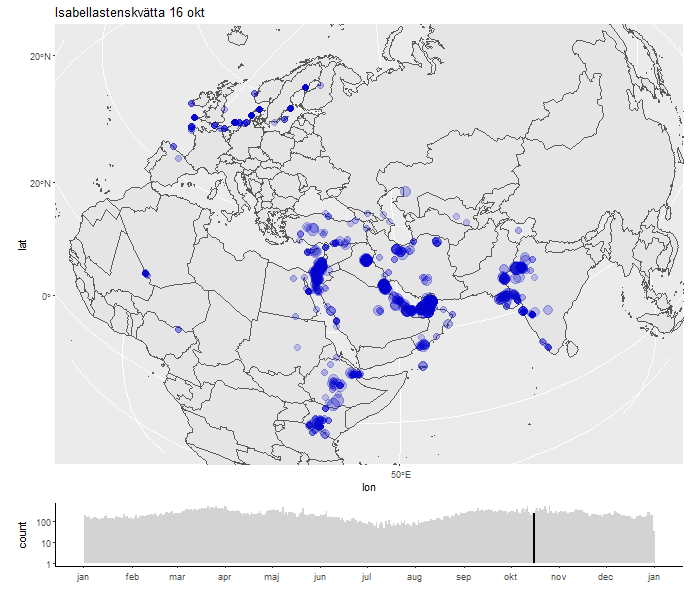 Isabellastenskvätta 16 okt
20°N
20°N
0°
lat
50°E
lon
count
100
10
1
jan feb mar apr maj jun jul aug sep okt nov dec jan